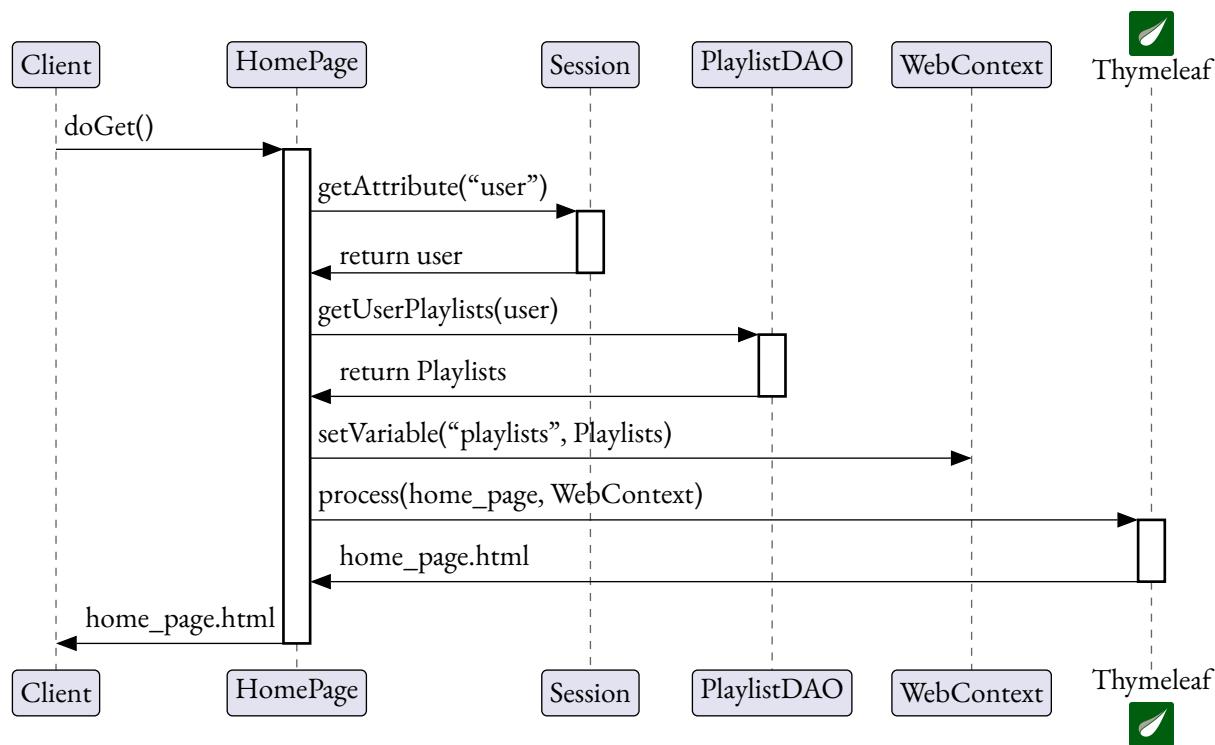 Client
HomePage
Session
PlaylistDAO
WebContext
Thymeleaf
doGet()
getAttribute(“user”)
return user
getUserPlaylists(user)
return Playlists
setVariable(“playlists”, Playlists)
process(home_page, WebContext)
home_page.html
home_page.html
Client
HomePage
Session
PlaylistDAO
WebContext
Thymeleaf